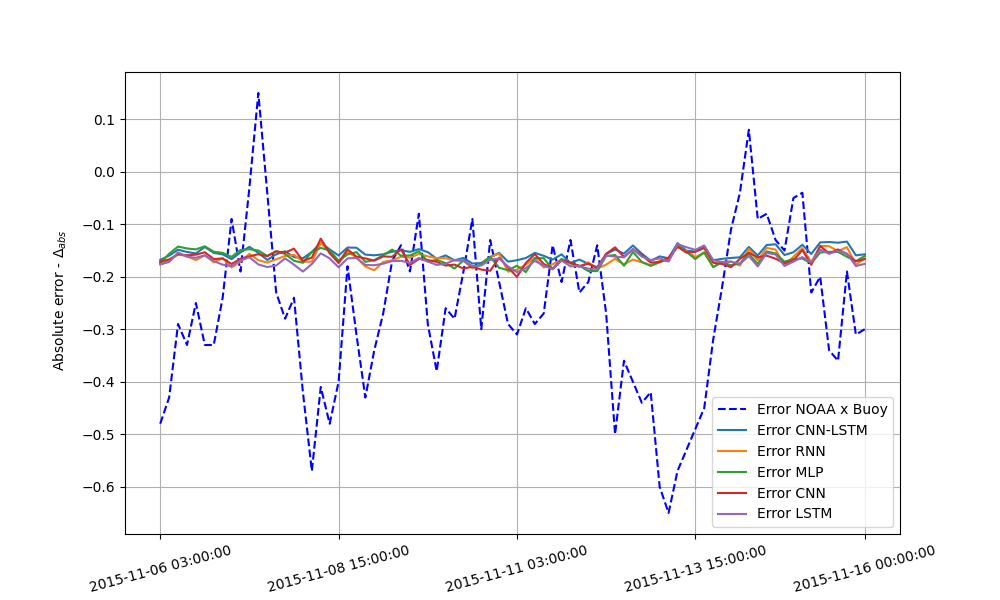 0.1
0.0
−0.1
−0.2
−0.3
−0.4
−0.5
−0.6
Absolute error - Δabs
Error NOAA x Buoy
Error CNN-LSTM
Error RNN
Error MLP
Error CNN
Error LSTM
2015-11-06 03:00:00
2015-11-08 15:00:00
2015-11-11 03:00:00
2015-11-13 15:00:00
2015-11-16 00:00:00